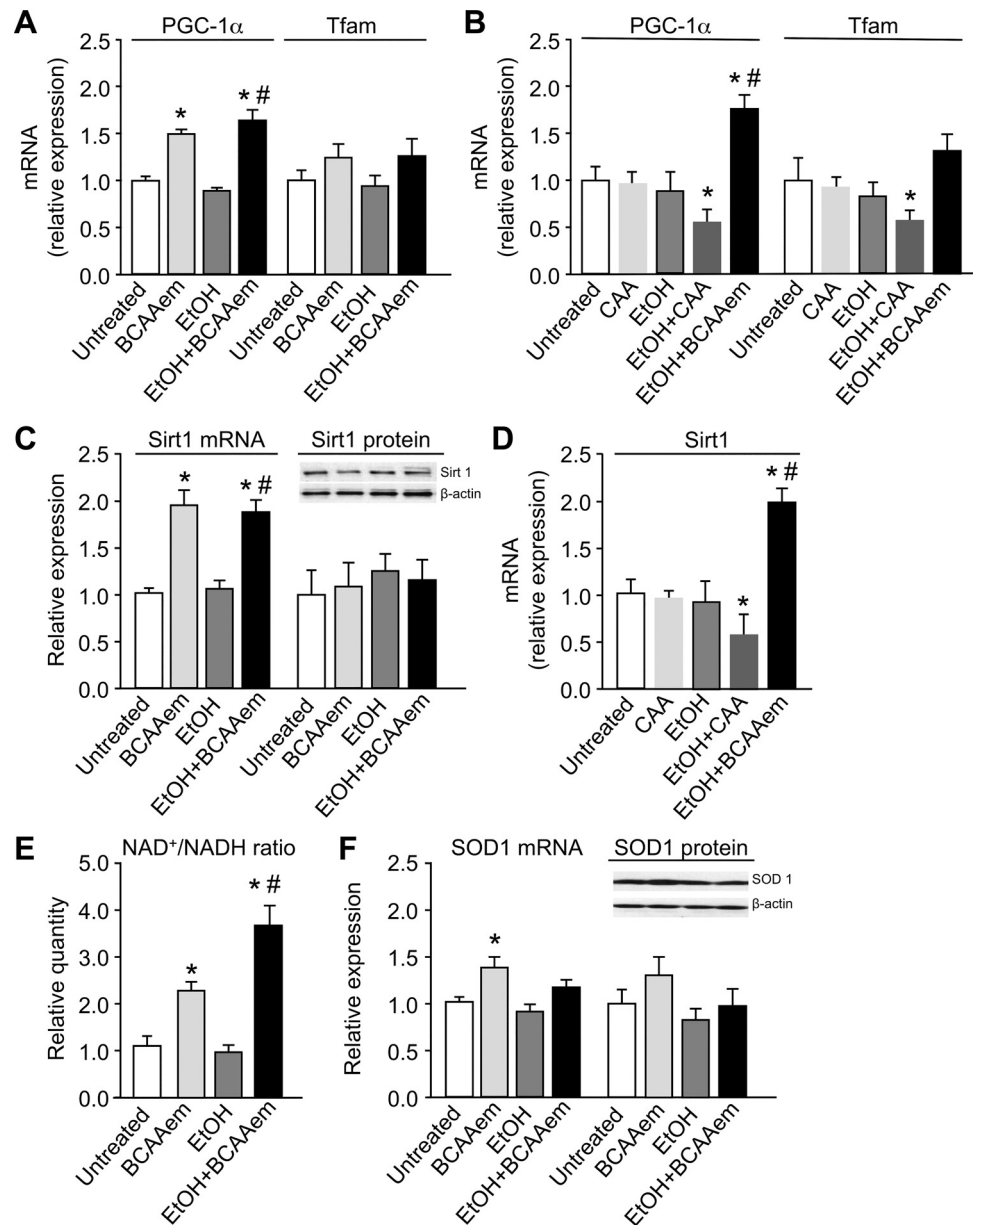 A
PGC-1α Tfam
mRNA
(relative expression)
2.5
2.0
1.5
1.0
0.5
0.0
* * #
Untreated
BCAAem
EtOH
EtOH+BCAAem
Untreated
BCAAem
EtOH
EtOH+BCAAem
B
PGC-1α Tfam
mRNA
(relative expression)
2.5
2.0
1.5
1.0
0.5
0.0
* * # *
Untreated
CAA
EtOH
EtOH+CAA
EtOH+BCAAem
Untreated
CAA
EtOH
EtOH+CAA
EtOH+BCAAem
C
Sirt1 mRNA Sirt1 protein
Sirt 1
β-actin
Relative expression
2.5
2.0
1.5
1.0
0.5
0.0
* * #
Untreated
BCAAem
EtOH
EtOH+BCAAem
Untreated
BCAAem
EtOH
EtOH+BCAAem
D
Sirt1
mRNA
(relative expression)
2.5
2.0
1.5
1.0
0.5
0.0
* * #
Untreated
CAA
EtOH
EtOH+CAA
EtOH+BCAAem
E
NAD+/NADH ratio
Relative quantity
5.0
4.0
3.0
2.0
1.0
0.0
* * #
Untreated
BCAAem
EtOH
EtOH+BCAAem
F
SOD1 mRNA SOD1 protein
SOD 1
β-actin
Relative expression
2.5
2.0
1.5
1.0
0.5
0.0
*
Untreated
BCAAem
EtOH
EtOH+BCAAem
Untreated
BCAAem
EtOH
EtOH+BCAAem